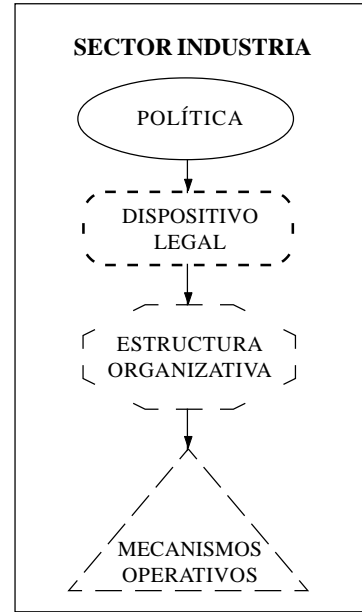 SECTOR INDUSTRIA
POLÍTICA
DISPOSITIVO
LEGAL
ESTRUCTURA
ORGANIZATIVA
MECANISMOS
OPERATIVOS